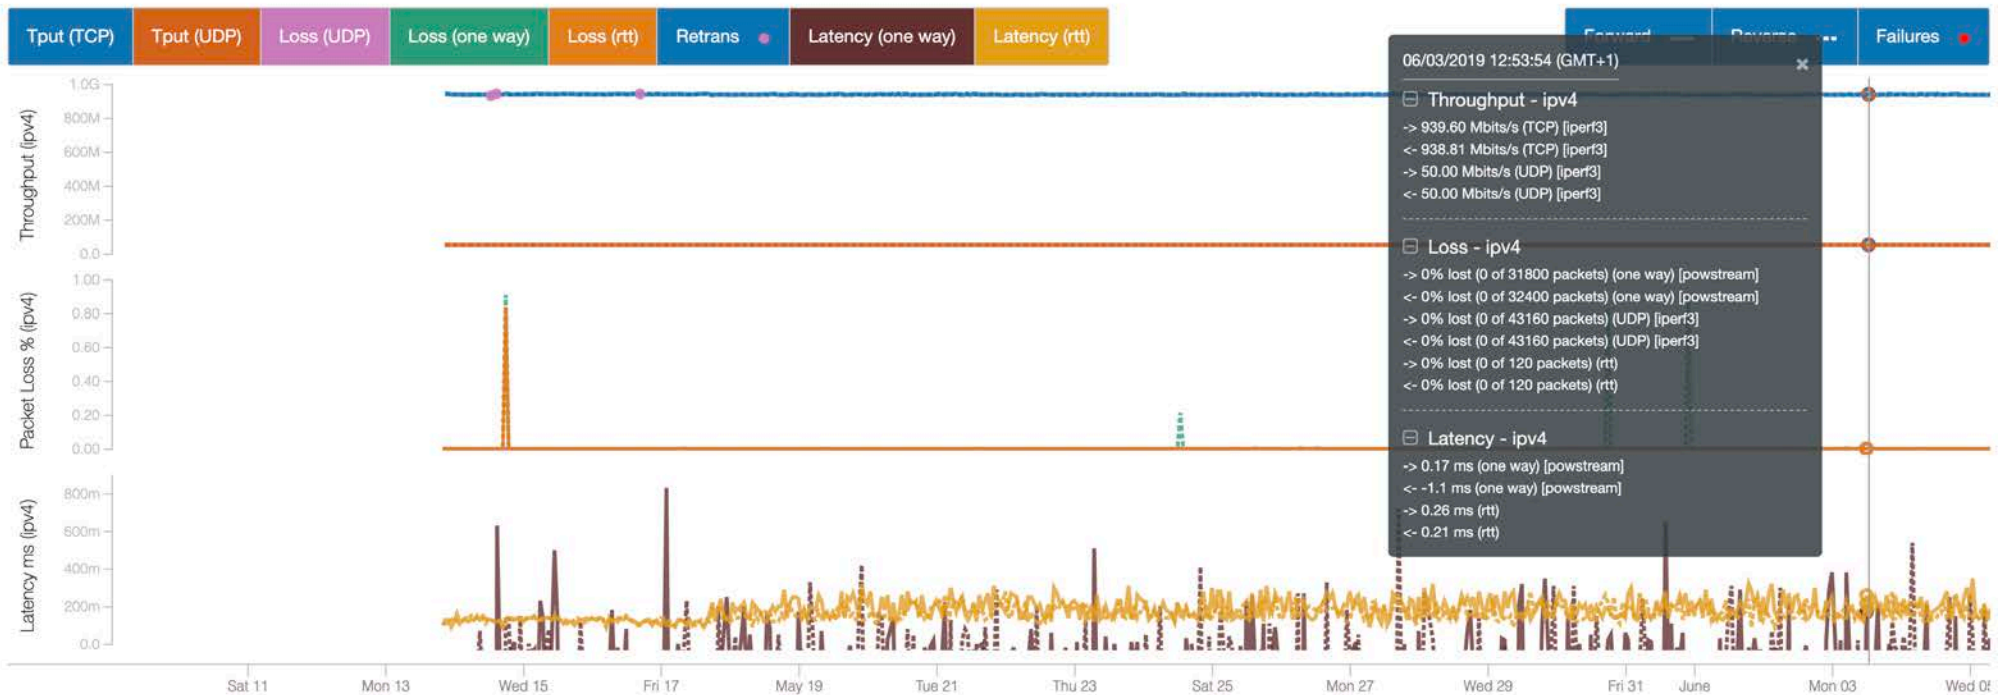 Tput (TCP)
Tput (UDP)
Loss (UDP)
Loss (one way)
Loss (rtt)
Retrans
Latency (one way)
Latency (rtt)
Forward
Reverse
Failures
06/03/2019 12:53:54 (GMT+1)
Throughput - ipv4
-> 939.60 Mbits/s (TCP) [iperf3]
<- 938.81 Mbits/s (TCP) [iperf3]
-> 50.00 Mbits/s (UDP) [iperf3]
<- 50.00 Mbits/s (UDP) [iperf3]
Loss - ipv4
-> 0% lost (0 of 31800 packets) (one way) [powstream]
<- 0% lost (0 of 32400 packets) (one way) [powstream]
-> 0% lost (0 of 43160 packets) (UDP) [iperf3]
<- 0% lost (0 of 43160 packets) (UDP) [iperf3]
-> 0% lost (0 of 120 packets) (rtt)
<- 0% lost (0 of 120 packets) (rtt)
Latency - ipv4
-> 0.17 ms (one way) [powstream]
<- -1.1 ms (one way) [powstream]
-> 0.26 ms (rtt)
<- 0.21 ms (rtt)
Throughput (ipv4)
1.0G
800M
600M
400M
200M
0.0
Packet Loss % (ipv4)
1.00
0.80
0.60
0.40
0.20
0.00
Latency ms (ipv4)
800m
600m
400m
200m
0.0
Sat 11
Mon 13
Wed 15
Fri 17
May 19
Tue 21
Thu 23
Sat 25
Mon 27
Wed 29
Fri 31
June
Mon 03
Wed